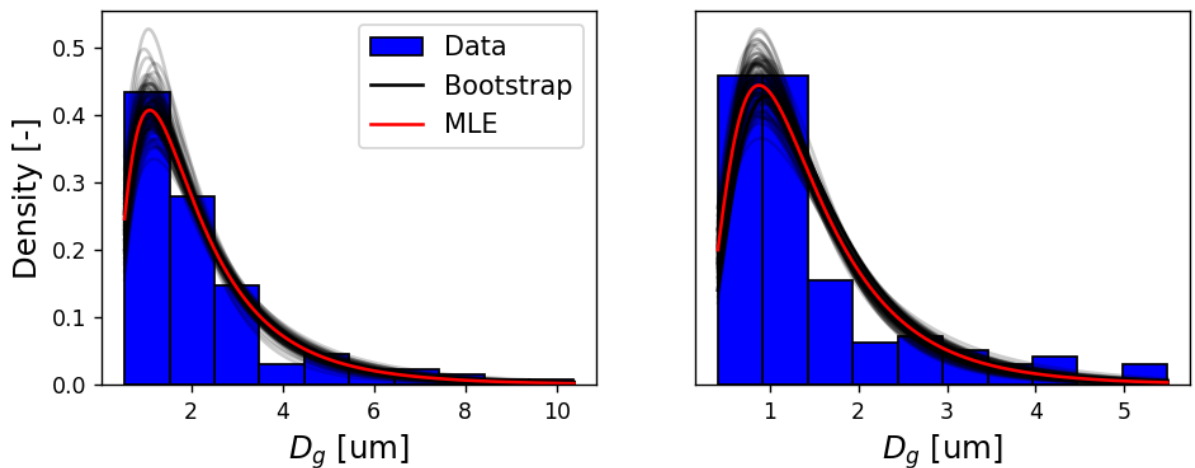 0.5
0.4
0.3
0.2
0.1
0.0
Density [-]
Data
Bootstrap
MLE
2 4 6 8 10
D_g [um]
1 2 3 4 5
D_g [um]